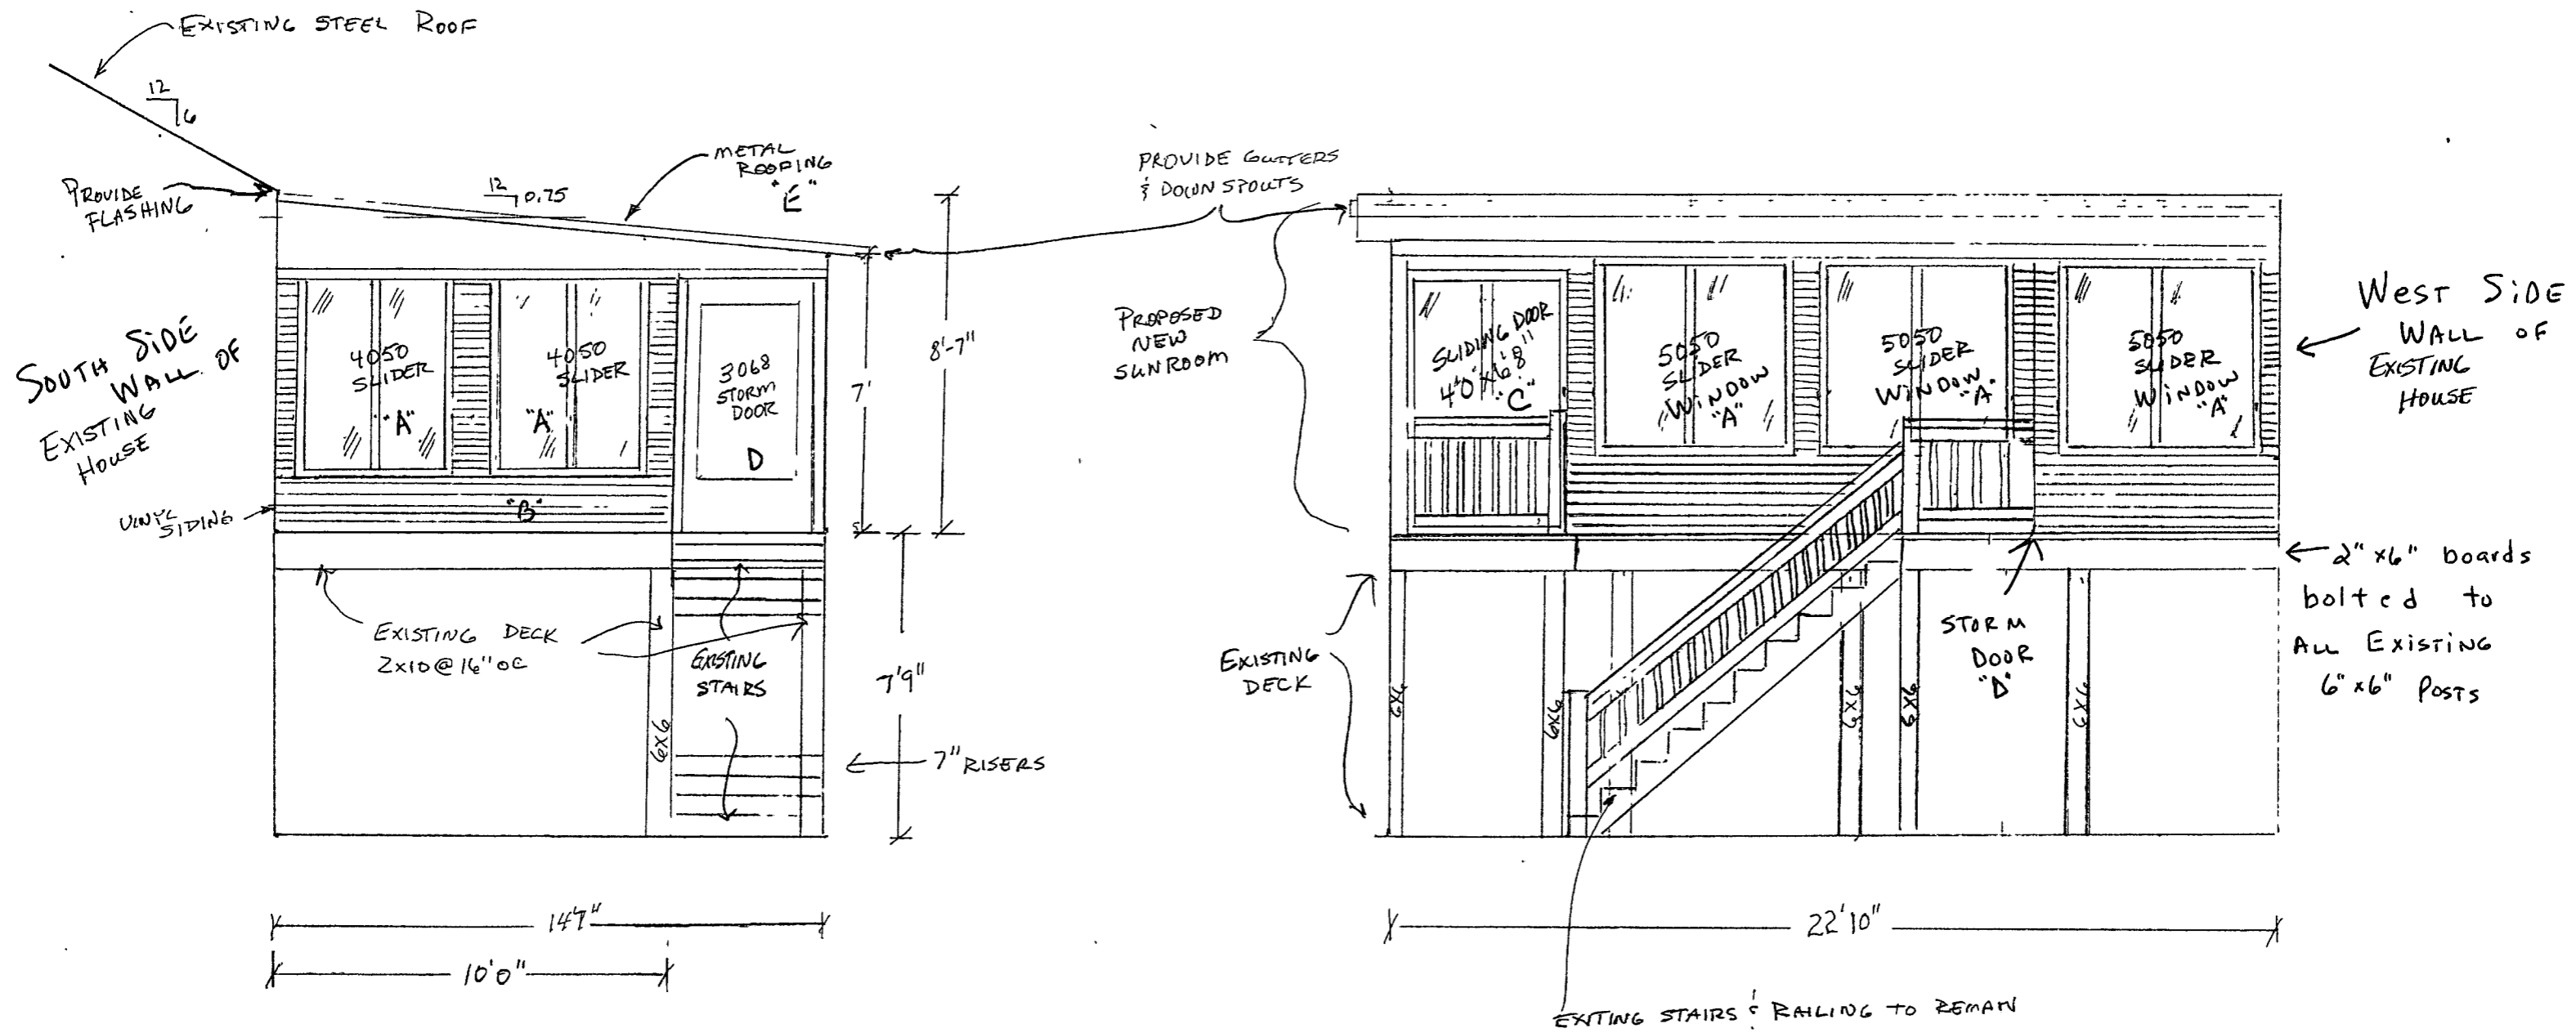 EXISTING STEEL ROOF
12
6
PROVIDE
FLASHING
12
0.75
METAL
ROOFING
"E"
SOUTH SIDE
WALL OF
EXISTING
HOUSE
4050
SLIDER
"A"
4050
SLIDER
"A"
3068
STORM
DOOR
D
7'
8'-7"
VINYL
SIDING
"B"
EXISTING DECK
2x10@16"OC
EXISTING
STAIRS
6x6
7'9"
7" RISERS
14'7"
10'0"
PROVIDE GUTTERS
& DOWN SPOUTS
PROPOSED
NEW
SUNROOM
SLIDING DOOR
4'0"x6'8"
"C"
5050
SLIDER
WINDOW
"A"
5050
SLIDER
WINDOW
"A"
5050
SLIDER
WINDOW
"A"
WEST SIDE
WALL OF
EXISTING
HOUSE
2"x6" boards
bolted to
ALL EXISTING
6"x6" POSTS
EXISTING
DECK
6x6
6x6
6x6
6x6
6x6
STORM
DOOR
"D"
22'10"
EXITING STAIRS & RAILING TO REMAIN